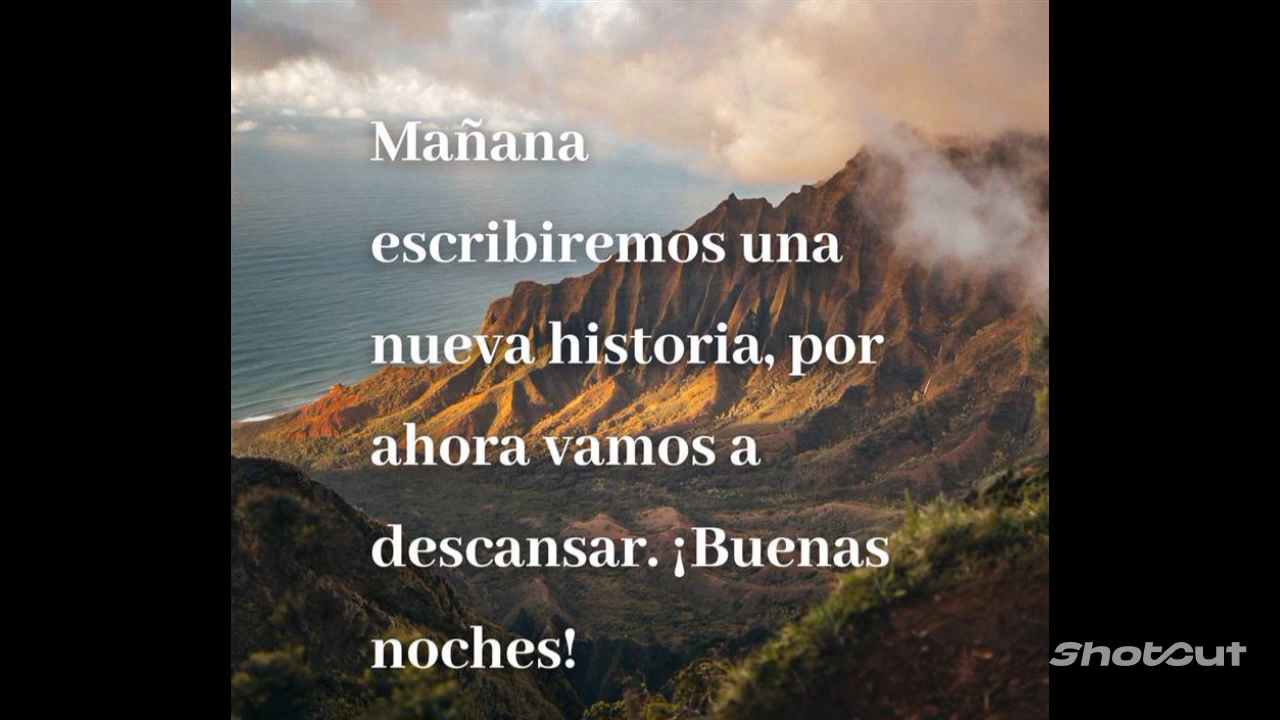 Mañana
escribiremos una
nueva historia, por
ahora vamos a
descansar. ¡Buenas
noches!
ShotCut